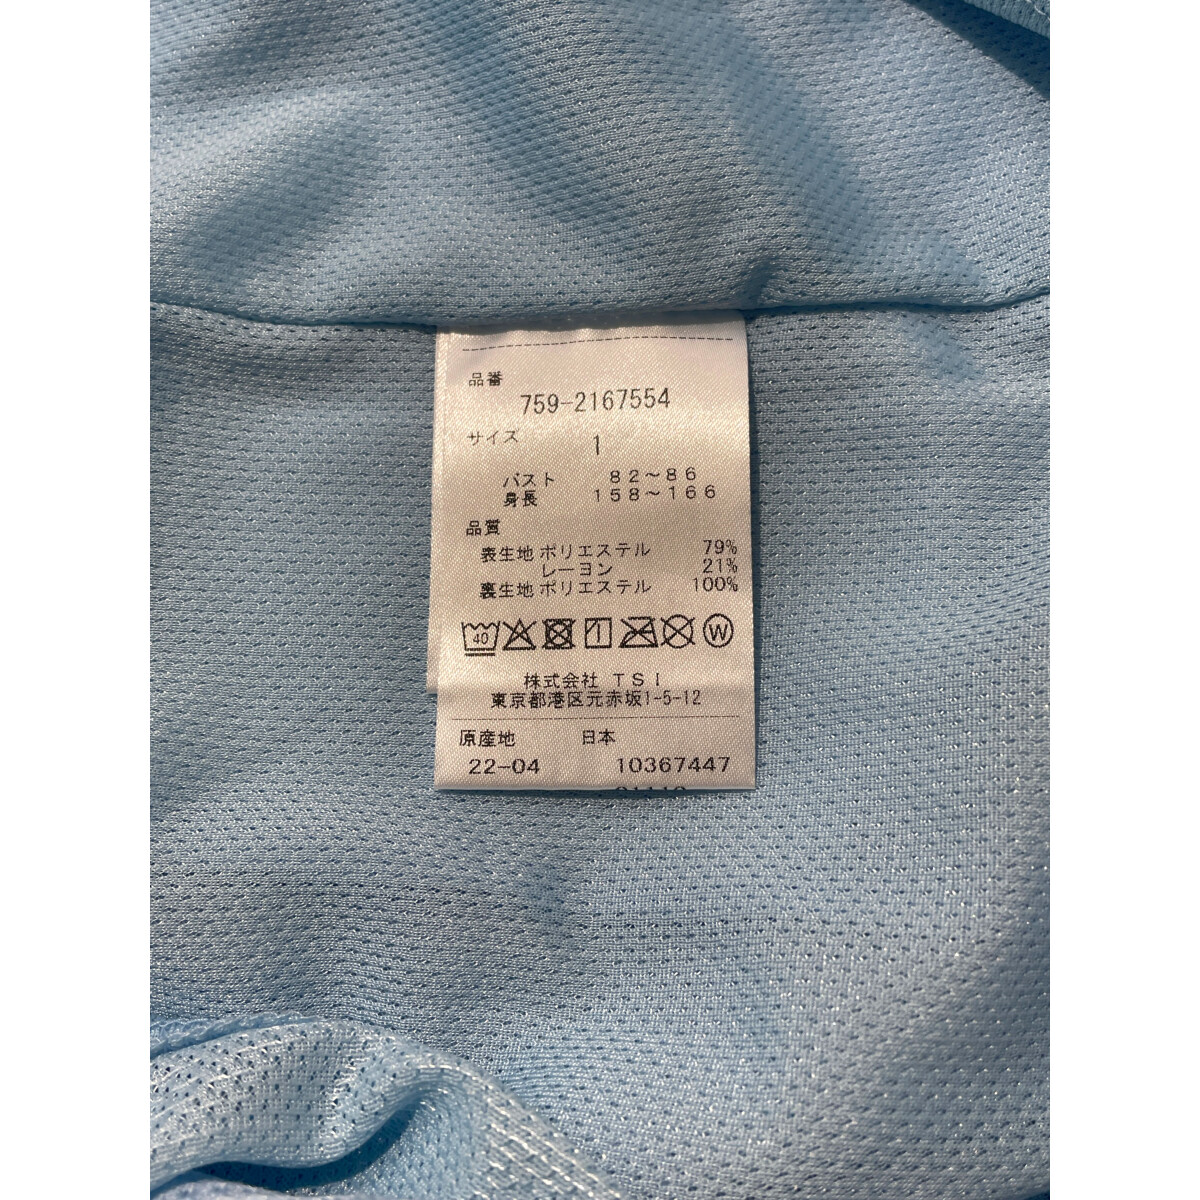 品番
759-2167554
サイズ 1
バスト 82～86
身長 158～166
品質
表生地 ポリエステル 79%
レーヨン 21%
裏生地 ポリエステル 100%
40 W
株式会社 TSI
東京都港区元赤坂1-5-12
原産地 日本
22-04 10367447